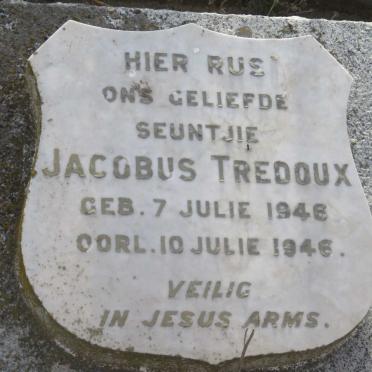 HIER RUS
ONS GELIEFDE
SEUNTJIE
JACOBUS TREDOUX
GEB. 7 JULIE 1946
OORL. 10 JULIE 1946.
VEILIG
IN JESUS ARMS.